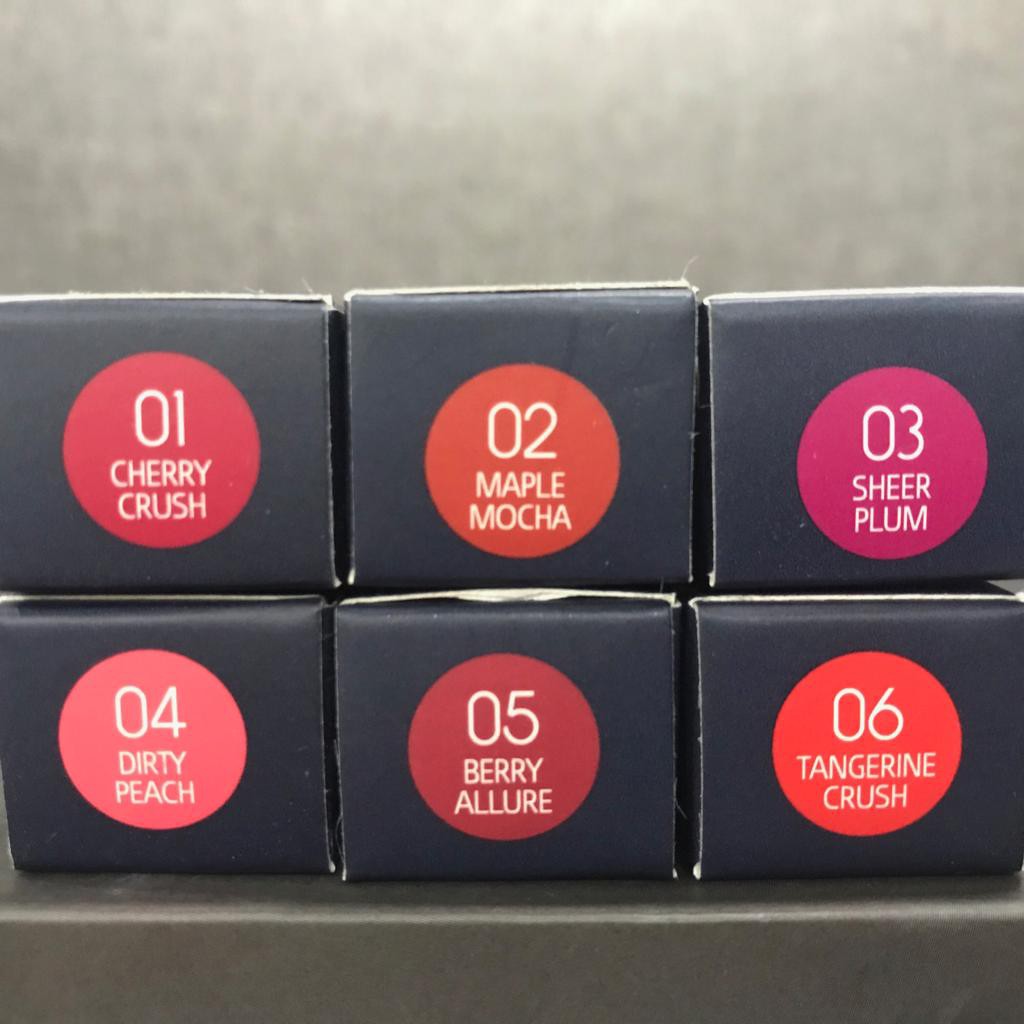 01
CHERRY
CRUSH
02
MAPLE
MOCHA
03
SHEER
PLUM
04
DIRTY
PEACH
05
BERRY
ALLURE
06
TANGERINE
CRUSH